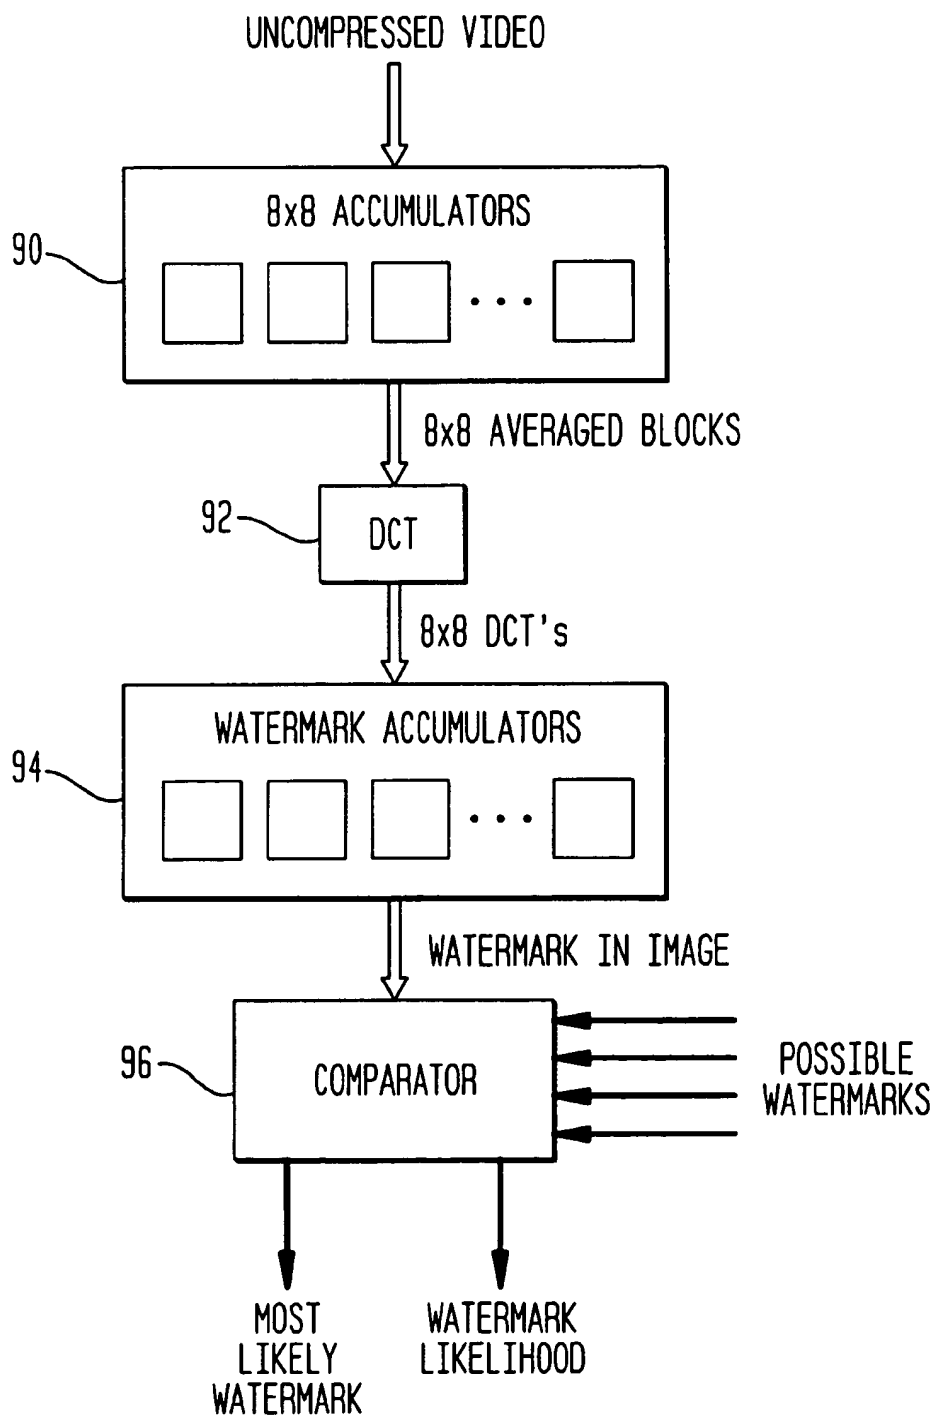 UNCOMPRESSED VIDEO
8x8 ACCUMULATORS
90
8x8 AVERAGED BLOCKS
92
DCT
8x8 DCT's
WATERMARK ACCUMULATORS
94
WATERMARK IN IMAGE
96
COMPARATOR
POSSIBLE
WATERMARKS
MOST
LIKELY
WATERMARK
WATERMARK
LIKELIHOOD